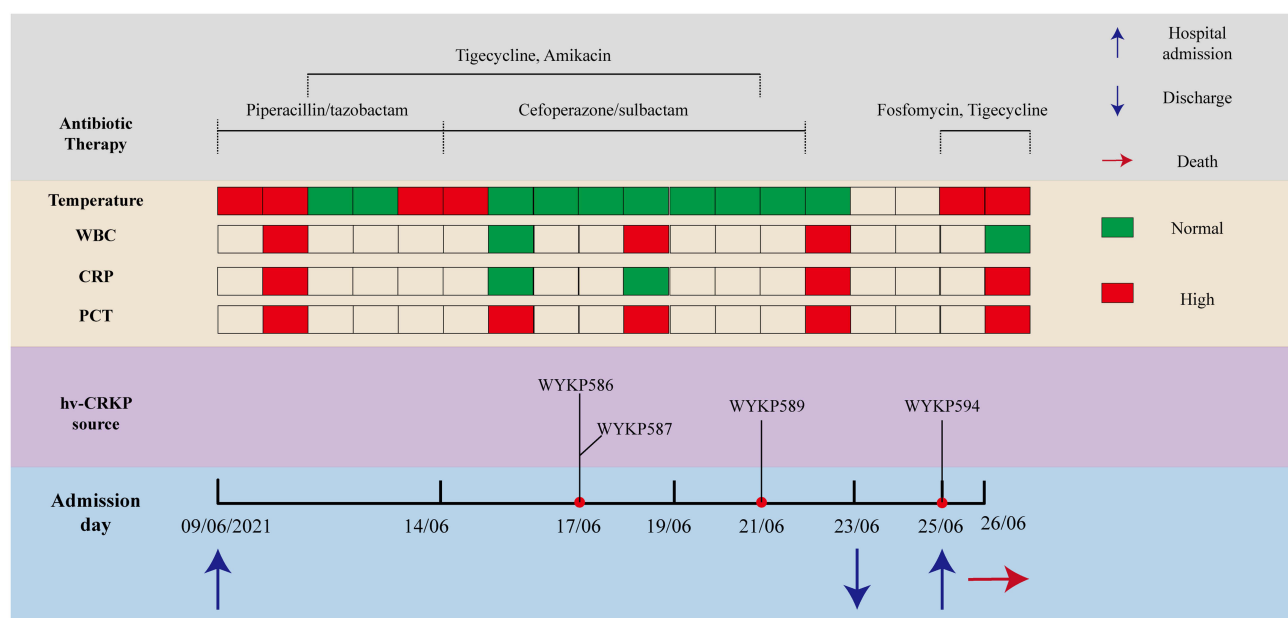 Tigecycline, Amikacin
Hospital
admission
Piperacillin/tazobactam
Cefoperazone/sulbactam
Fosfomycin, Tigecycline
Discharge
Antibiotic
Therapy
Death
Temperature
WBC
Normal
CRP
High
PCT
WYKP586
hv-CRKP
source
WYKP589
WYKP594
WYKP587
Admission
day
09/06/2021
14/06
17/06
19/06
21/06
23/06
25/06
26/06